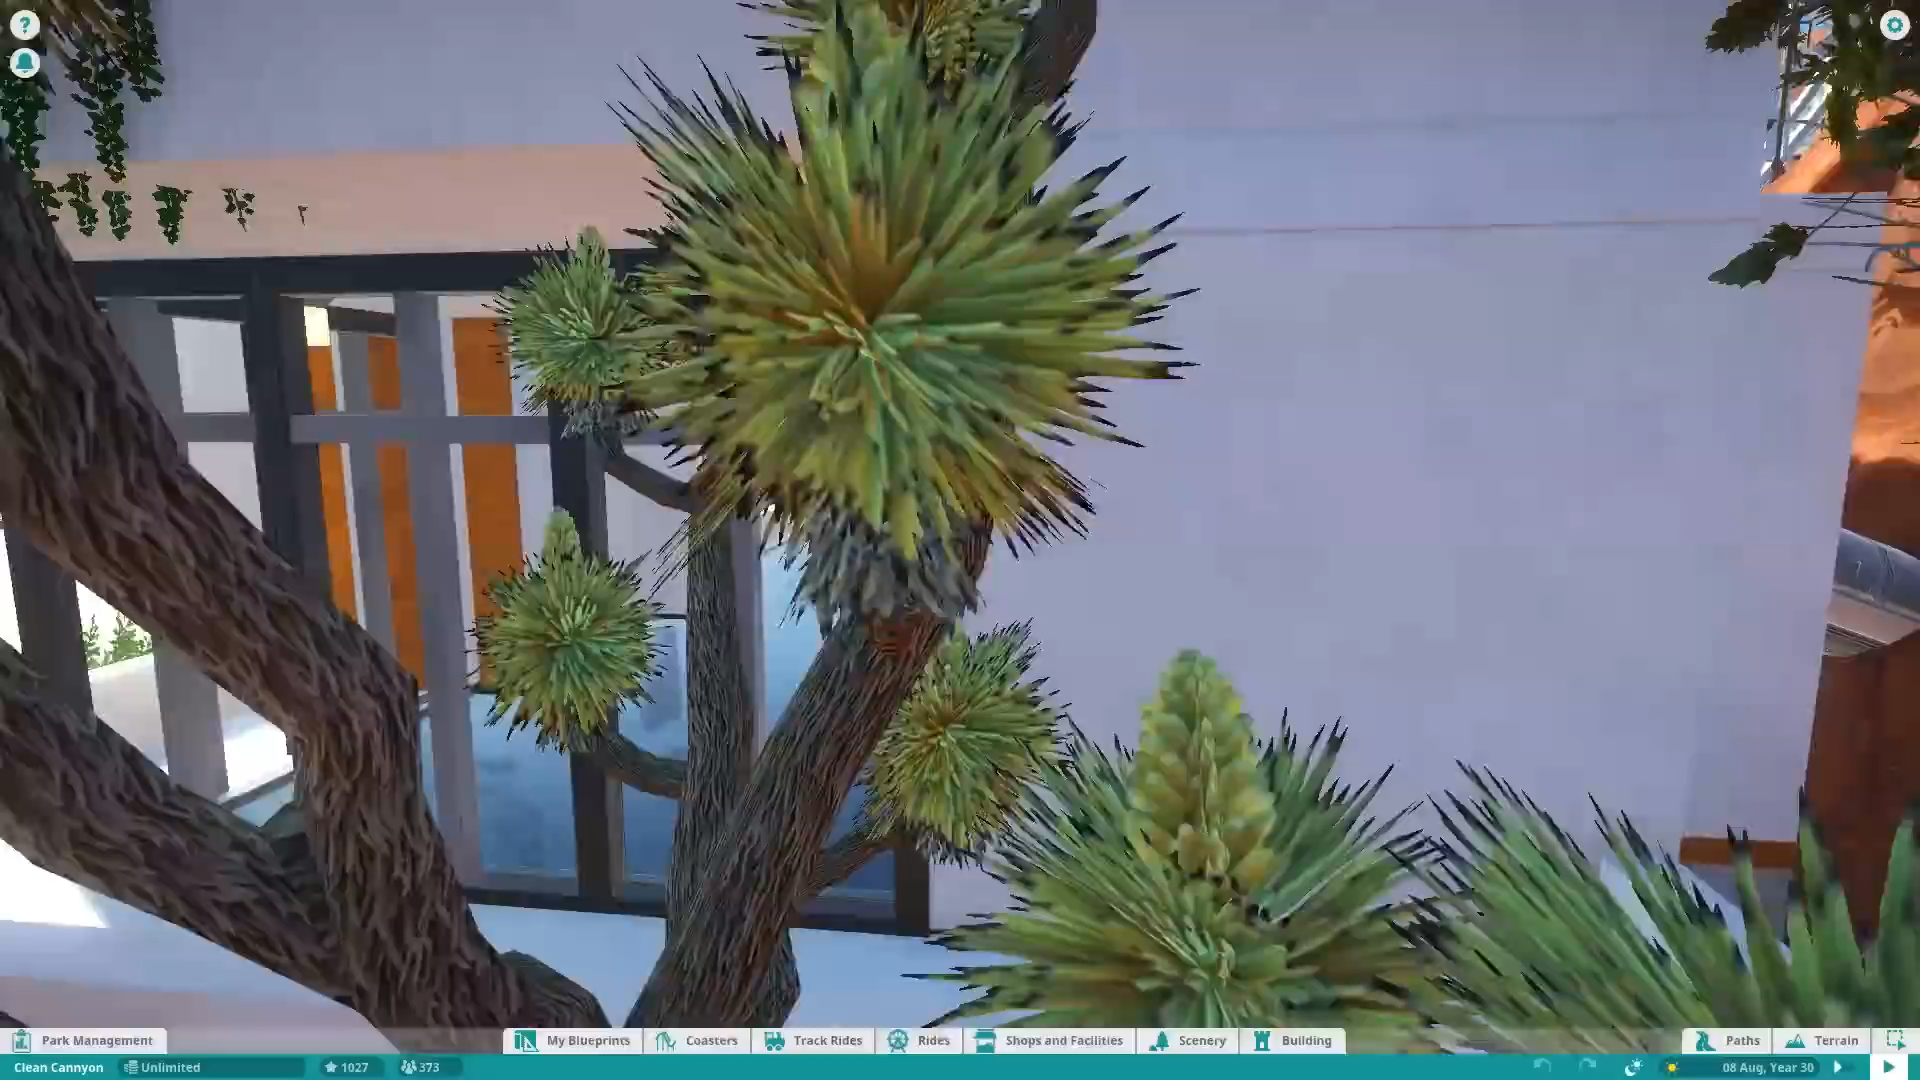 ?
Park Management
My Blueprints
Coasters
Track Rides
Rides
Shops and Facilities
Scenery
Building
Paths
Terrain
Clean Cannyon
Unlimited
1027
373
08 Aug, Year 30